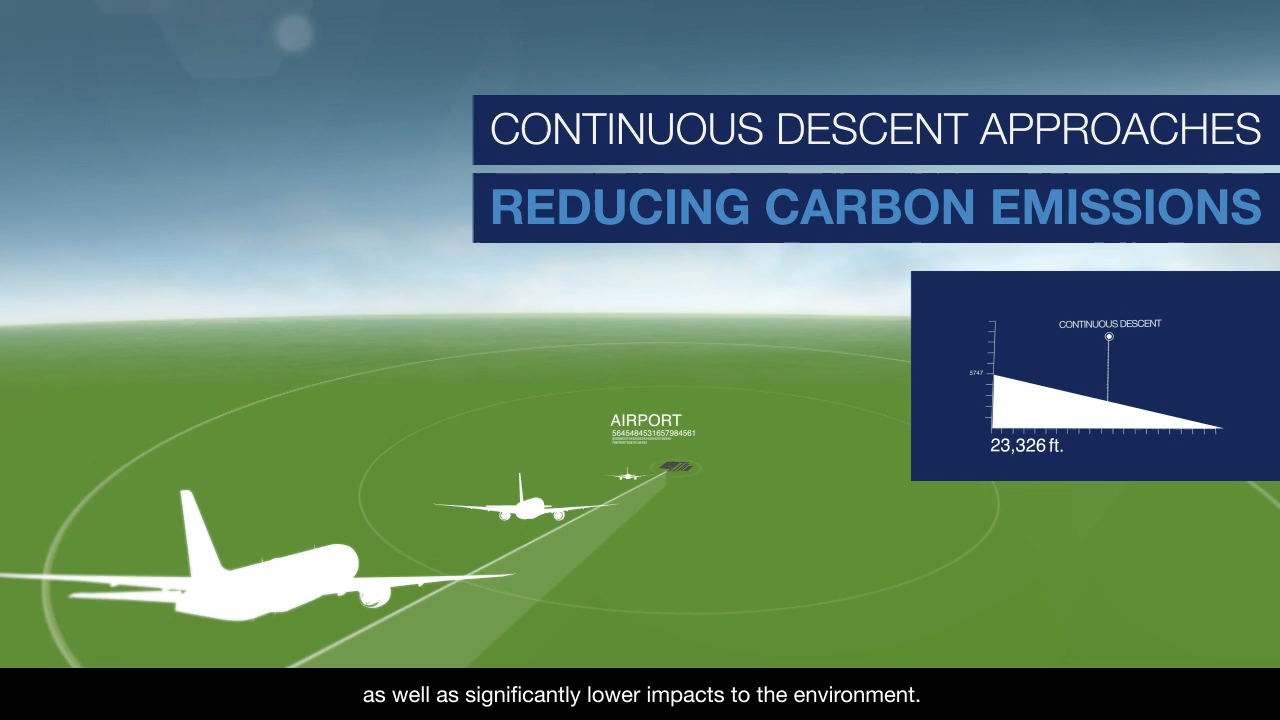 CONTINUOUS DESCENT APPROACHES
REDUCING CARBON EMISSIONS
CONTINUOUS DESCENT
5747
23,326 ft.
AIRPORT
5645484531657984561
as well as significantly lower impacts to the environment.